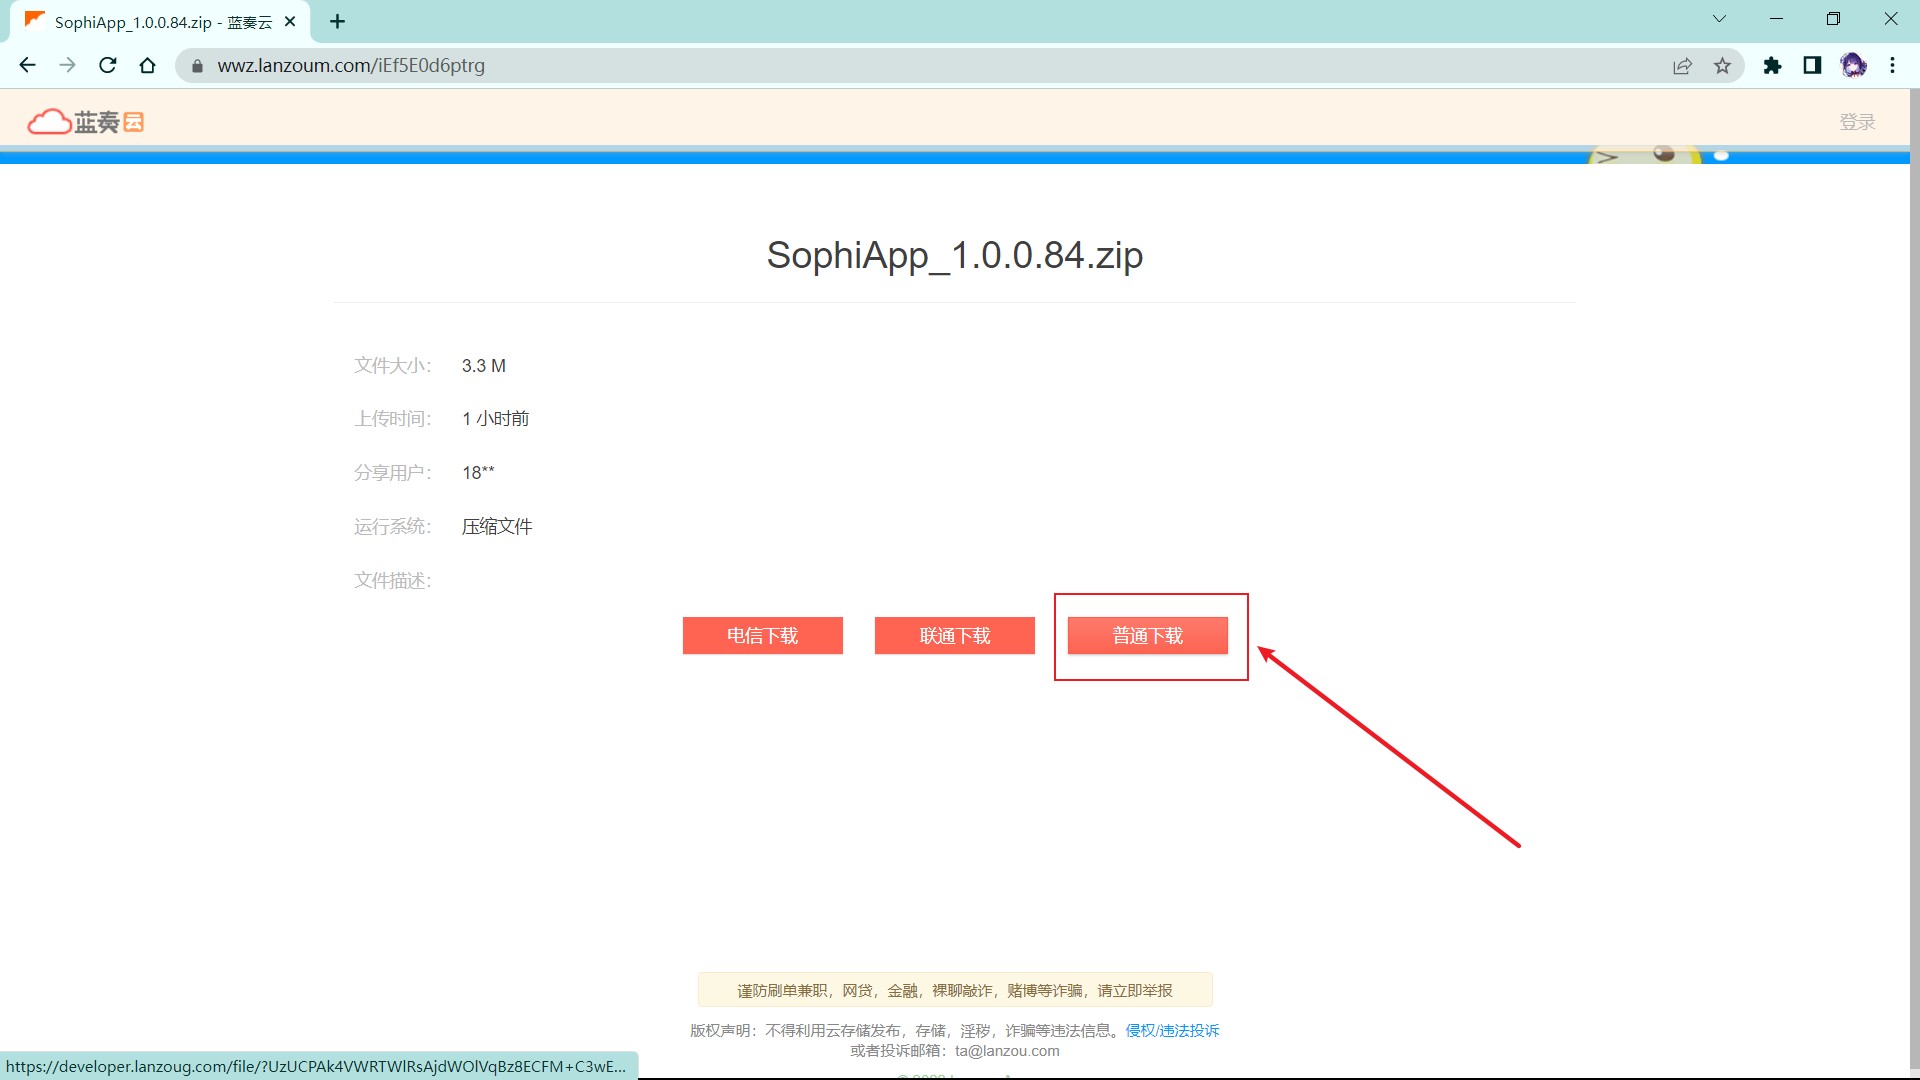 SophiApp_1.0.0.84.zip - 蓝奏云
wwz.lanzoum.com/iEf5E0d6ptrg
蓝奏云
登录
SophiApp_1.0.0.84.zip
文件大小： 3.3 M
上传时间： 1 小时前
分享用户： 18**
运行系统： 压缩文件
文件描述：
电信下载 联通下载 普通下载
谨防刷单兼职，网贷，金融，裸聊敲诈，赌博等诈骗，请立即举报
版权声明：不得利用云存储发布，存储，淫秽，诈骗等违法信息。侵权/违法投诉
或者投诉邮箱：ta@lanzou.com
https://developer.lanzoug.com/file/?UzUCPAk4VWRTWlRsAjdWOlVqBz8ECFM+C3wE...